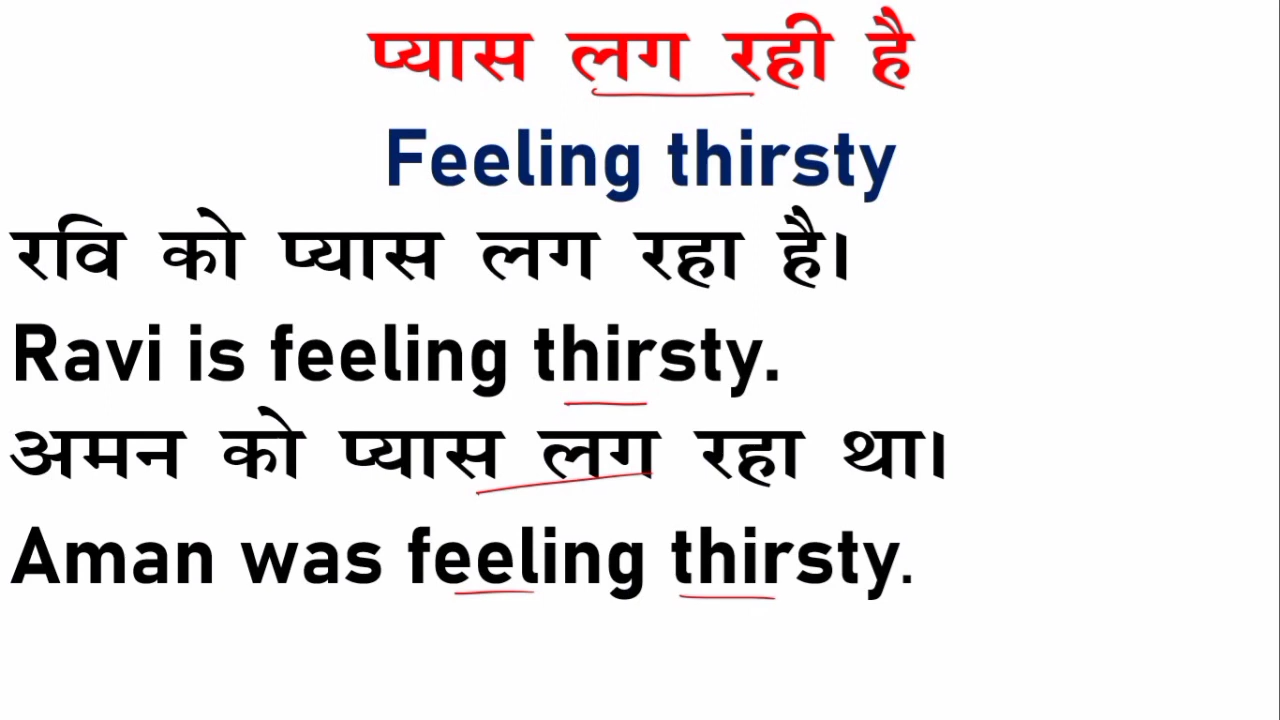 प्यास लग रही है
Feeling thirsty
रवि को प्यास लग रहा है।
Ravi is feeling thirsty.
अमन को प्यास लग रहा था।
Aman was feeling thirsty.